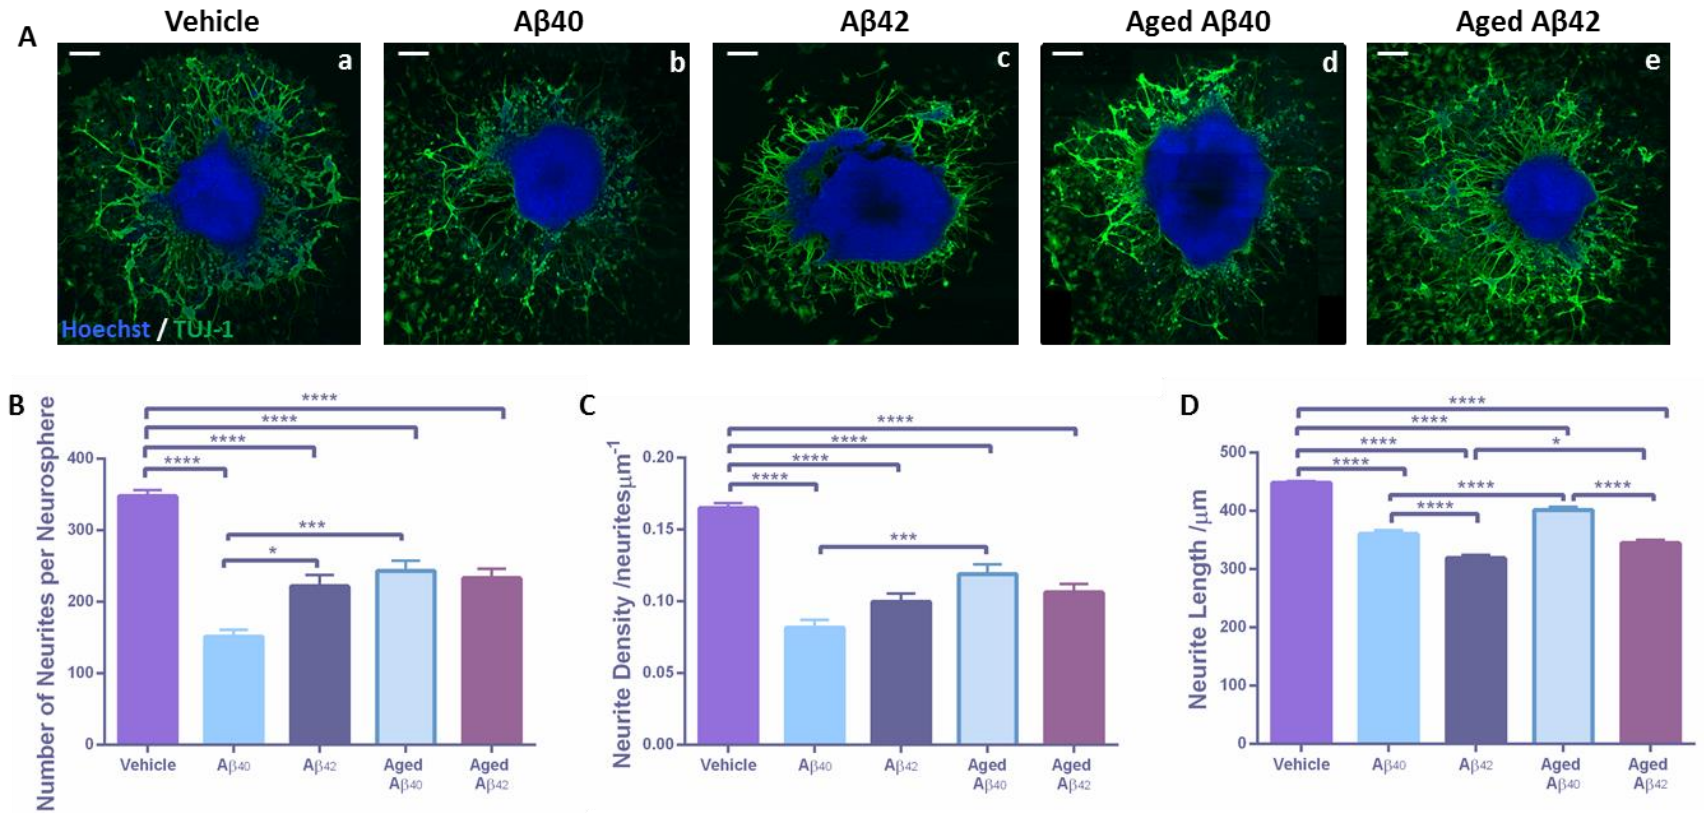 A
Vehicle
Aβ40
Aβ42
Aged Aβ40
Aged Aβ42
a
b
c
d
e
Hoechst / TUJ-1
B
Number of Neurites per Neurosphere
400
300
200
100
0
****
****
****
****
***
*
Vehicle
Aβ40
Aβ42
Aged
Aβ40
Aged
Aβ42
C
Neurite Density /neuritesμm-1
0.20
0.15
0.10
0.05
0.00
****
****
****
****
***
Vehicle
Aβ40
Aβ42
Aged
Aβ40
Aged
Aβ42
D
Neurite Length /μm
500
400
300
200
100
0
****
****
**** *
****
**** ****
****
Vehicle
Aβ40
Aβ42
Aged
Aβ40
Aged
Aβ42